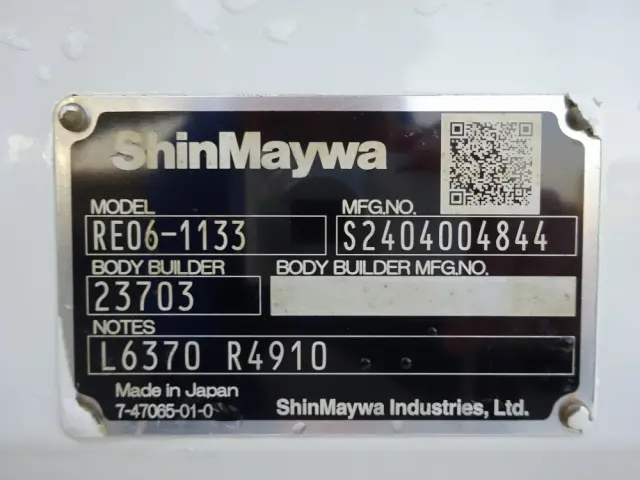 ShinMaywa
MODEL MFG.NO.
RE06-1133 S2404004844
BODY BUILDER BODY BUILDER MFG.NO.
23703
NOTES
L6370 R4910
Made in Japan
7-47065-01-0 ShinMaywa Industries, Ltd.